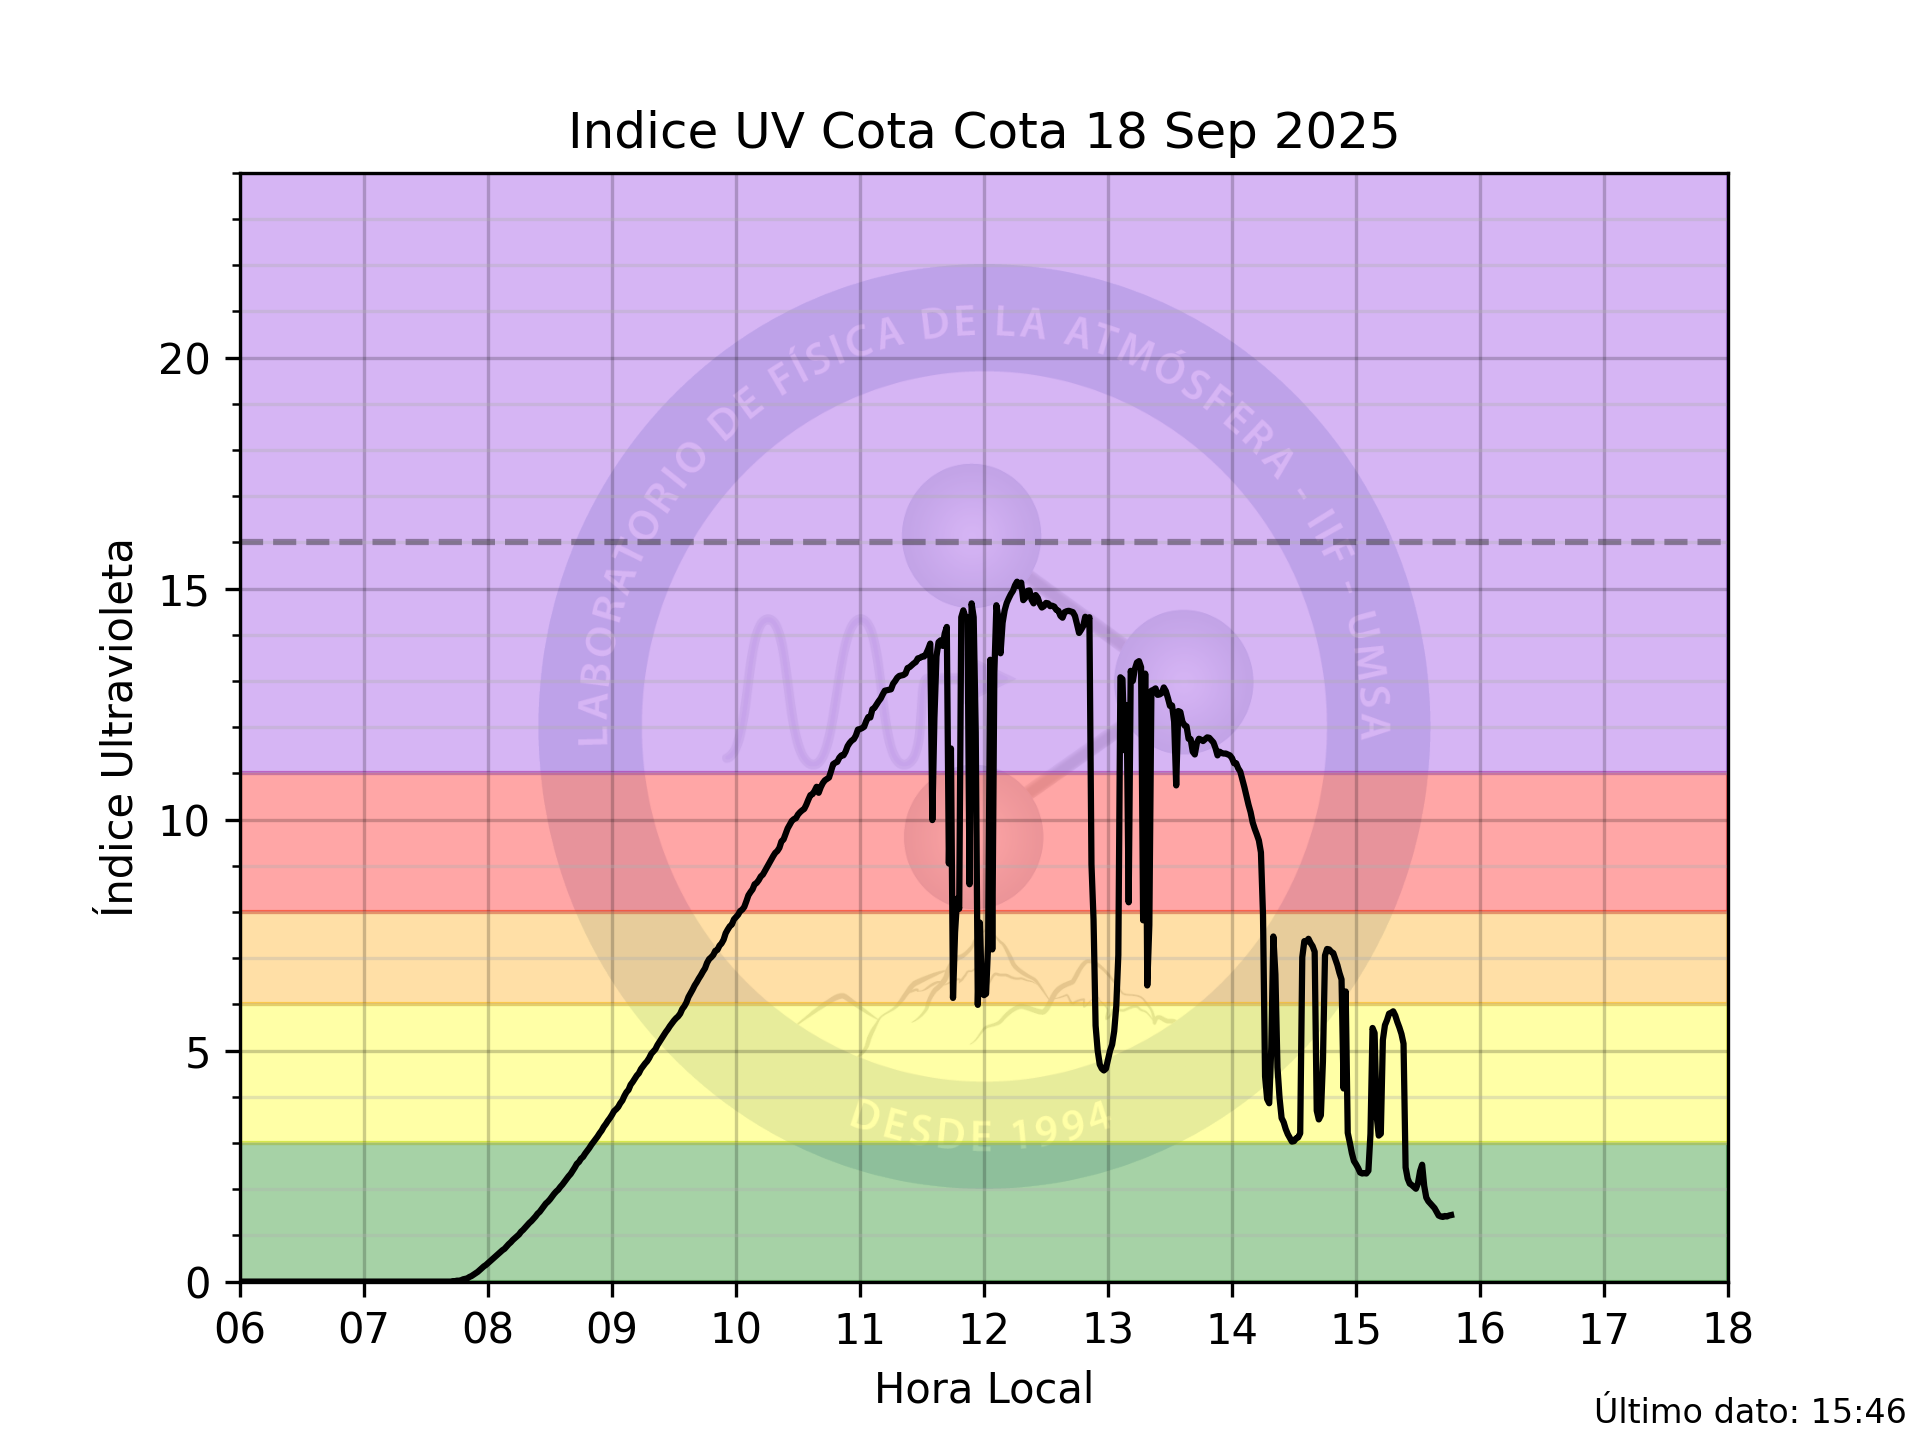 Indice UV Cota Cota 18 Sep 2025
Índice Ultravioleta
20
15
10
5
0
LABORATORIO DE FÍSICA DE LA ATMÓSFERA - IIF - UMSA
DESDE 1994
06 07 08 09 10 11 12 13 14 15 16 17 18
Hora Local
Último dato: 15:46